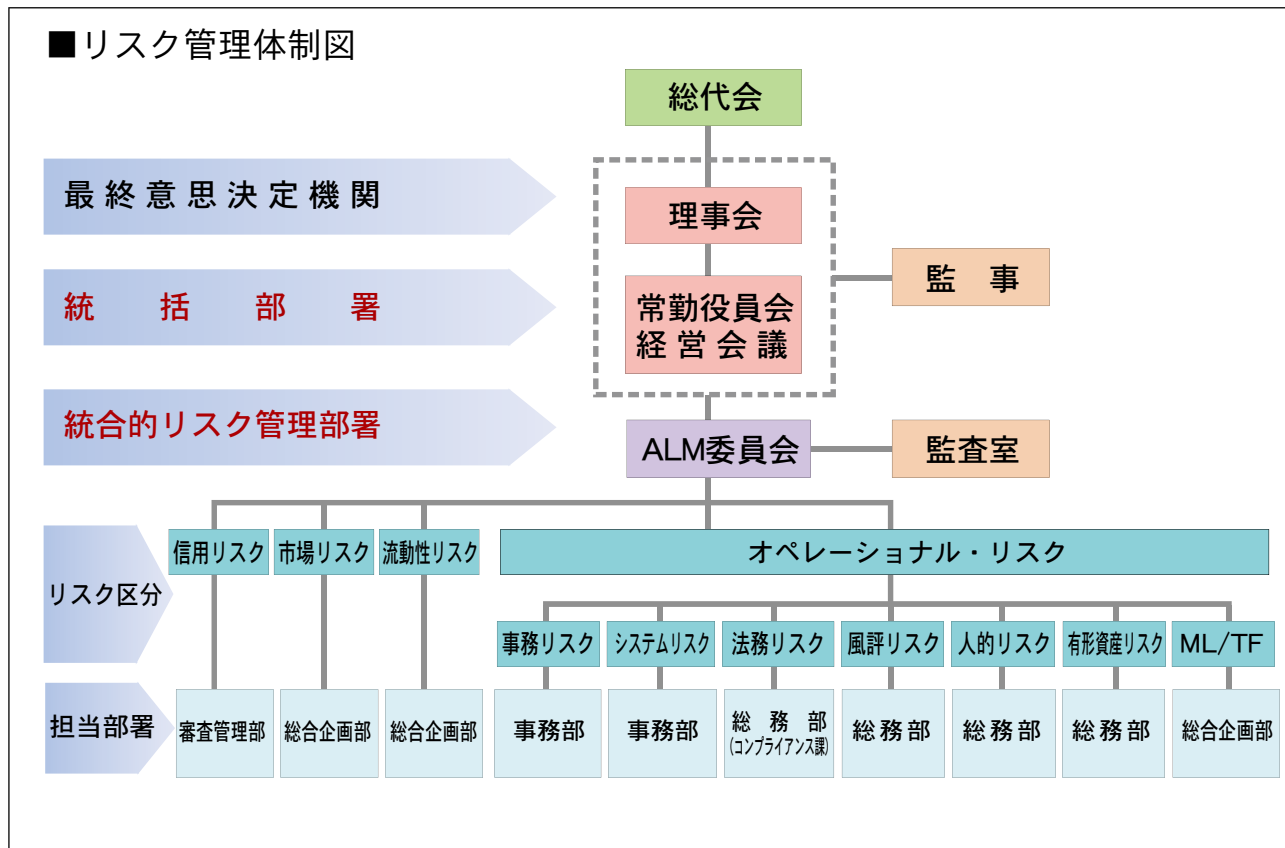 ■リスク管理体制図
総代会
最終意思決定機関
理事会
統括部署
常勤役員会
経営会議
監　事
統合的リスク管理部署
ALM委員会
監査室
リスク区分
信用リスク
市場リスク
流動性リスク
オペレーショナル・リスク
事務リスク
システムリスク
法務リスク
風評リスク
人的リスク
有形資産リスク
ML/TF
担当部署
審査管理部
総合企画部
総合企画部
事務部
事務部
総務部
(コンプライアンス課)
総務部
総務部
総務部
総合企画部